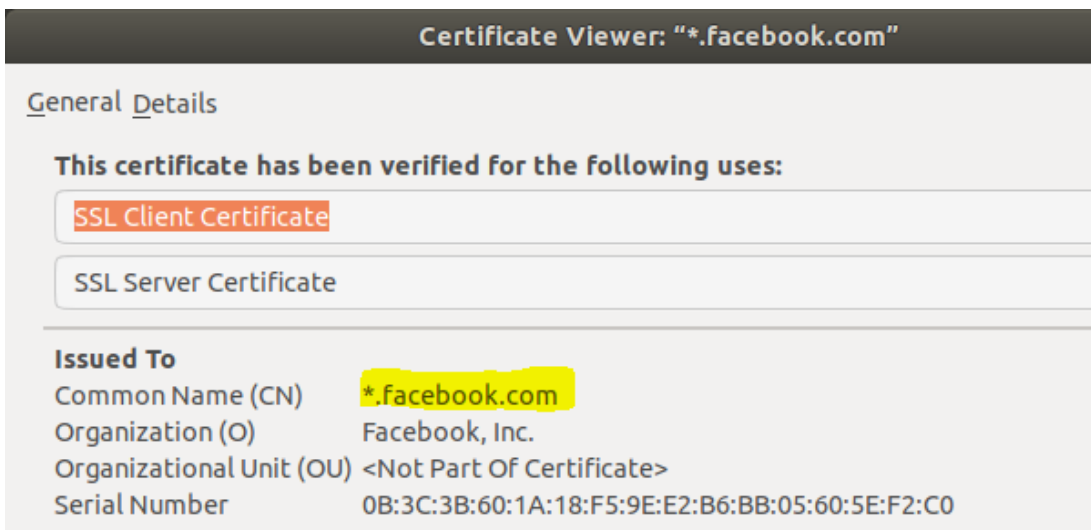 Certificate Viewer: “*.facebook.com”
General Details
This certificate has been verified for the following uses:
SSL Client Certificate
SSL Server Certificate
Issued To
Common Name (CN) *.facebook.com
Organization (O) Facebook, Inc.
Organizational Unit (OU) <Not Part Of Certificate>
Serial Number 0B:3C:3B:60:1A:18:F5:9E:E2:B6:BB:05:60:5E:F2:C0